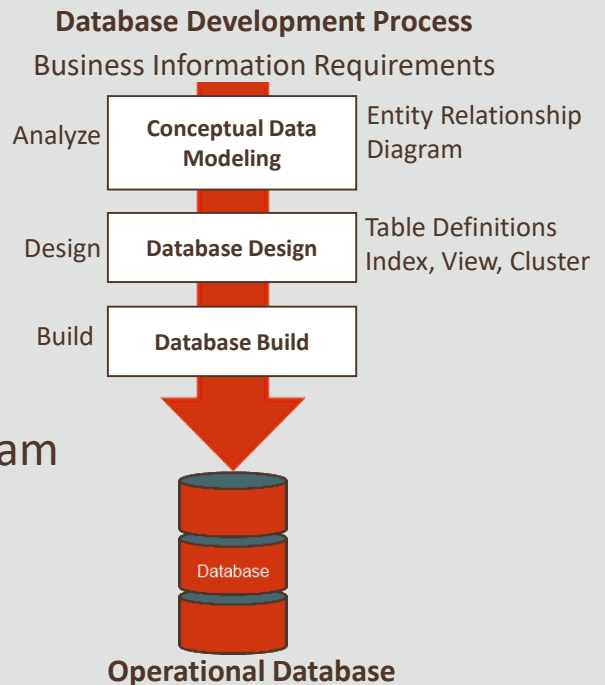 Database Development Process
Business Information Requirements
Analyze
Conceptual Data
Modeling
Entity Relationship
Diagram
Design
Database Design
Table Definitions
Index, View, Cluster
Build
Database Build
am
Database
Operational Database